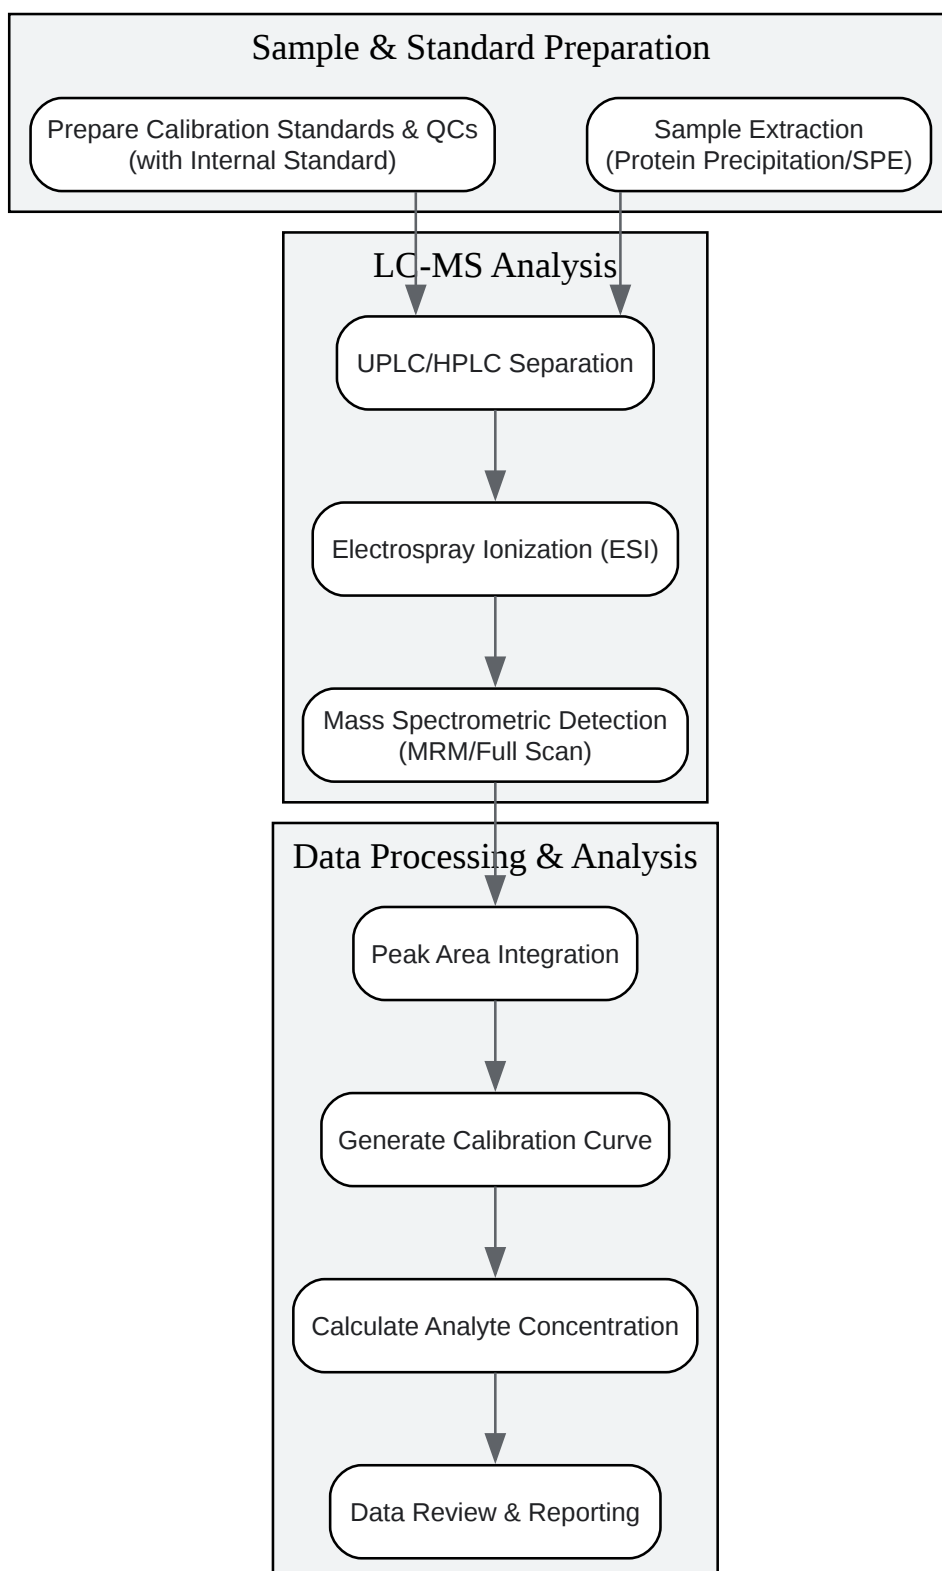 Sample & Standard Preparation
Prepare Calibration Standards & QCs
(with Internal Standard)
Sample Extraction
(Protein Precipitation/SPE)
LC-MS Analysis
UPLC/HPLC Separation
Electrospray Ionization (ESI)
Mass Spectrometric Detection
(MRM/Full Scan)
Data Processing & Analysis
Peak Area Integration
Generate Calibration Curve
Calculate Analyte Concentration
Data Review & Reporting